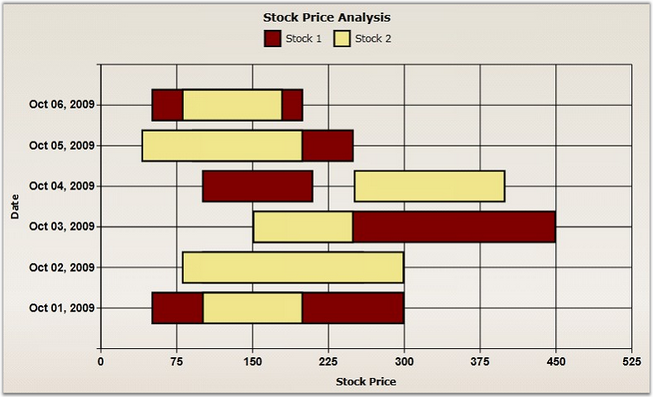 Stock Price Analysis
Stock 1 Stock 2
Date
Oct 06, 2009
Oct 05, 2009
Oct 04, 2009
Oct 03, 2009
Oct 02, 2009
Oct 01, 2009
0 75 150 225 300 375 450 525
Stock Price